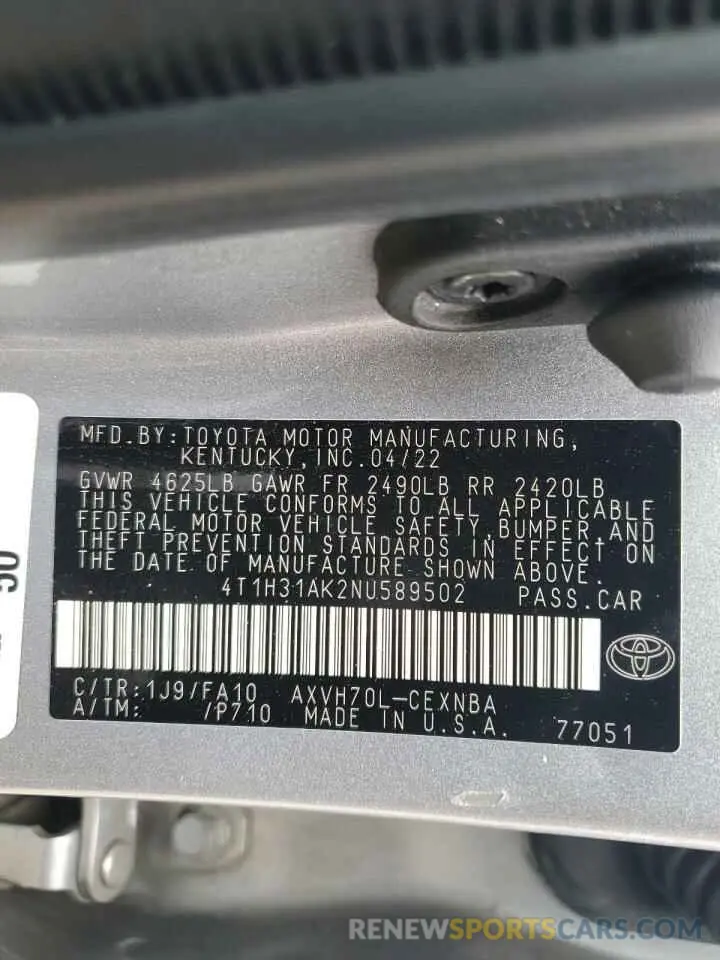 MFD.BY:TOYOTA MOTOR MANUFACTURING,
KENTUCKY,INC.04/22
GVWR 4625LB GAWR FR 2490LB RR 2420LB
THIS VEHICLE CONFORMS TO ALL APPLICABLE
FEDERAL MOTOR VEHICLE SAFETY,BUMPER,AND
THEFT PREVENTION STANDARDS IN EFFECT ON
THE DATE OF MANUFACTURE SHOWN ABOVE.
4T1H31AK2NU589502 PASS.CAR
C/TR:1J9/FA10 AXVH70L-CEXNBA
A/TM: /P710 MADE IN U.S.A. 77051
RENEWSPORTSCARS.COM